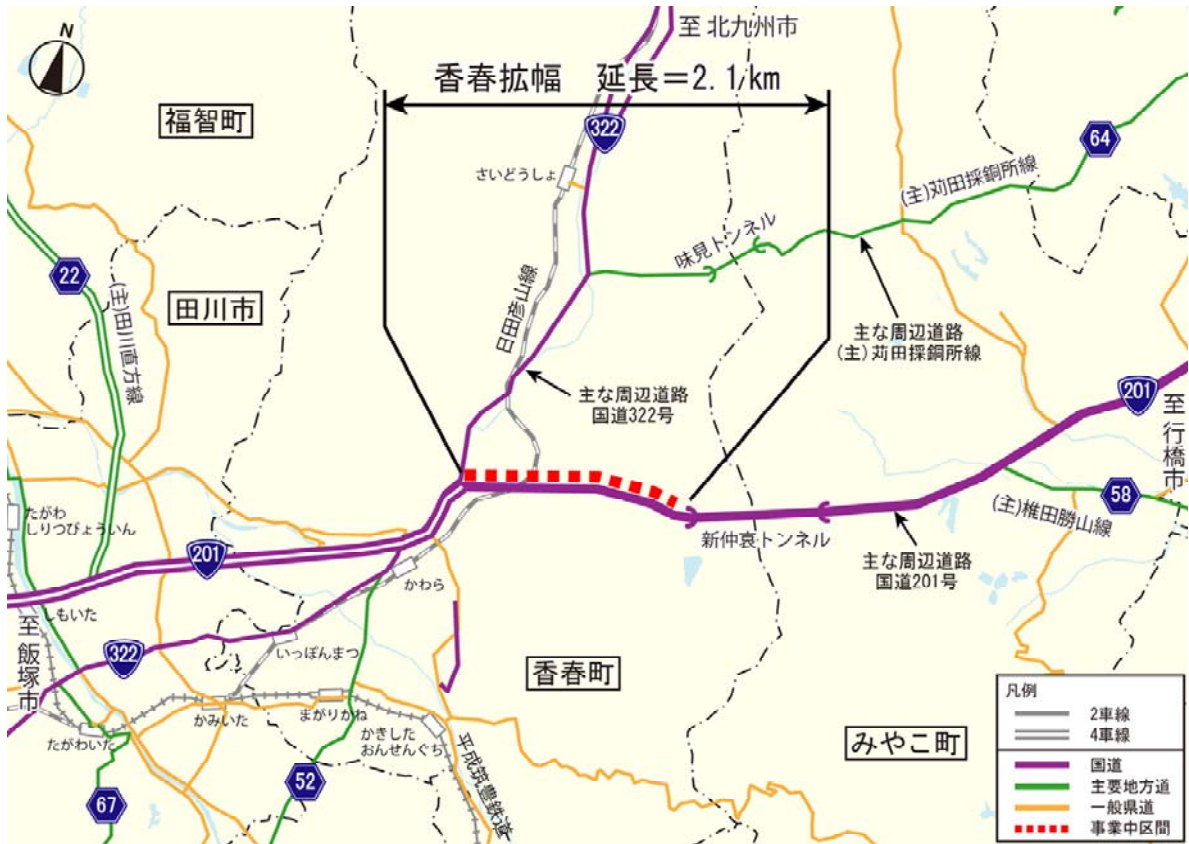 N
至 北九州市
香春拡幅 延長=2.1km
福智町
322
64
さいどうしょ
(主)苅田採銅所線
味見トンネル
22
(主)田川直方線
田川市
日田彦山線
主な周辺道路
(主)苅田採銅所線
主な周辺道路
国道322号
201
至 行橋市
58
(主)椎田勝山線
たがわ
しりつびょういん
新仲哀トンネル
主な周辺道路
国道201号
201
かわら
しもいた
至 飯塚市
322
いっぽんまつ
香春町
かみいた
まがりかね
かきした
おんせんぐち
たがわいた
平成筑豊鉄道
みやこ町
52
67
凡例
2車線
4車線
国道
主要地方道
一般県道
事業中区間